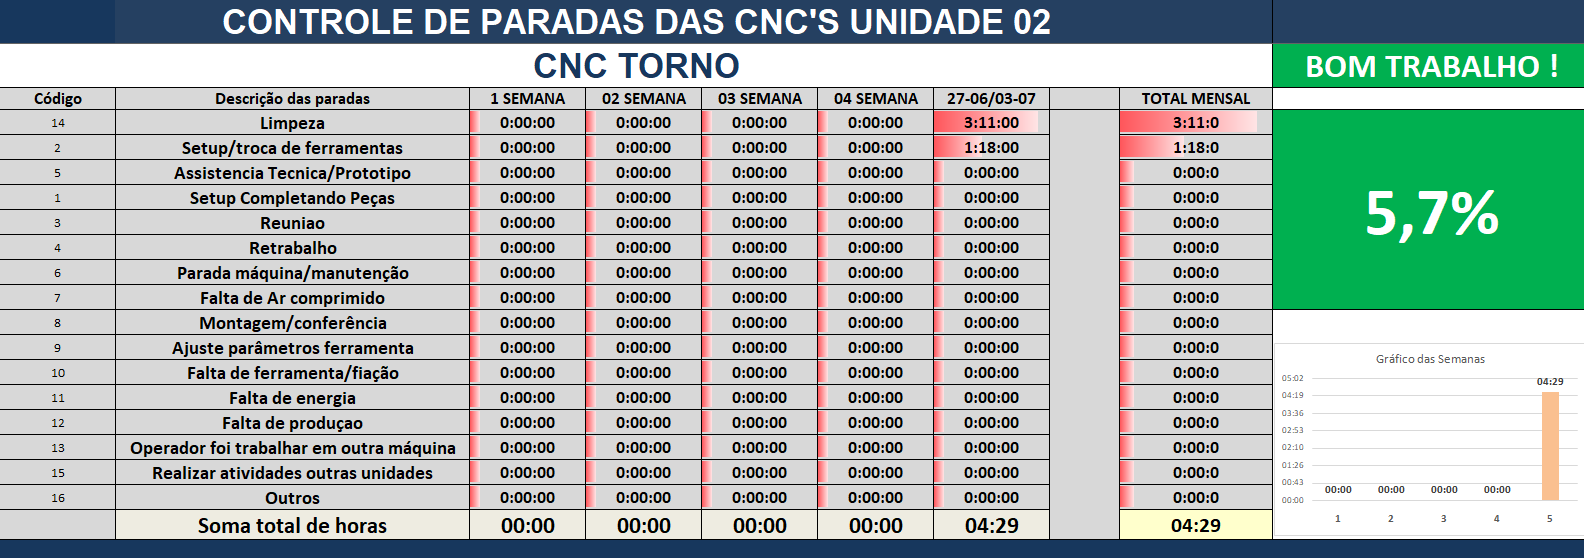 CONTROLE DE PARADAS DAS CNC'S UNIDADE 02
CNC TORNO
BOM TRABALHO !
Código Descrição das paradas 1 SEMANA 02 SEMANA 03 SEMANA 04 SEMANA 27-06/03-07 TOTAL MENSAL
14 Limpeza 0:00:00 0:00:00 0:00:00 0:00:00 3:11:00 3:11:0
2 Setup/troca de ferramentas 0:00:00 0:00:00 0:00:00 0:00:00 1:18:00 1:18:0
5 Assistencia Tecnica/Prototipo 0:00:00 0:00:00 0:00:00 0:00:00 0:00:00 0:00:0
1 Setup Completando Peças 0:00:00 0:00:00 0:00:00 0:00:00 0:00:00 0:00:0
3 Reuniao 0:00:00 0:00:00 0:00:00 0:00:00 0:00:00 0:00:0
4 Retrabalho 0:00:00 0:00:00 0:00:00 0:00:00 0:00:00 0:00:0
6 Parada máquina/manutenção 0:00:00 0:00:00 0:00:00 0:00:00 0:00:00 0:00:0
7 Falta de Ar comprimido 0:00:00 0:00:00 0:00:00 0:00:00 0:00:00 0:00:0
8 Montagem/conferência 0:00:00 0:00:00 0:00:00 0:00:00 0:00:00 0:00:0
9 Ajuste parâmetros ferramenta 0:00:00 0:00:00 0:00:00 0:00:00 0:00:00 0:00:0
10 Falta de ferramenta/fiação 0:00:00 0:00:00 0:00:00 0:00:00 0:00:00 0:00:0
11 Falta de energia 0:00:00 0:00:00 0:00:00 0:00:00 0:00:00 0:00:0
12 Falta de produçao 0:00:00 0:00:00 0:00:00 0:00:00 0:00:00 0:00:0
13 Operador foi trabalhar em outra máquina 0:00:00 0:00:00 0:00:00 0:00:00 0:00:00 0:00:0
15 Realizar atividades outras unidades 0:00:00 0:00:00 0:00:00 0:00:00 0:00:00 0:00:0
16 Outros 0:00:00 0:00:00 0:00:00 0:00:00 0:00:00 0:00:0
Soma total de horas 00:00 00:00 00:00 00:00 04:29 04:29
5,7%
Gráfico das Semanas
05:02
04:19
03:36
02:53
02:10
01:26
00:43
00:00
00:00 00:00 00:00 00:00 04:29
1 2 3 4 5